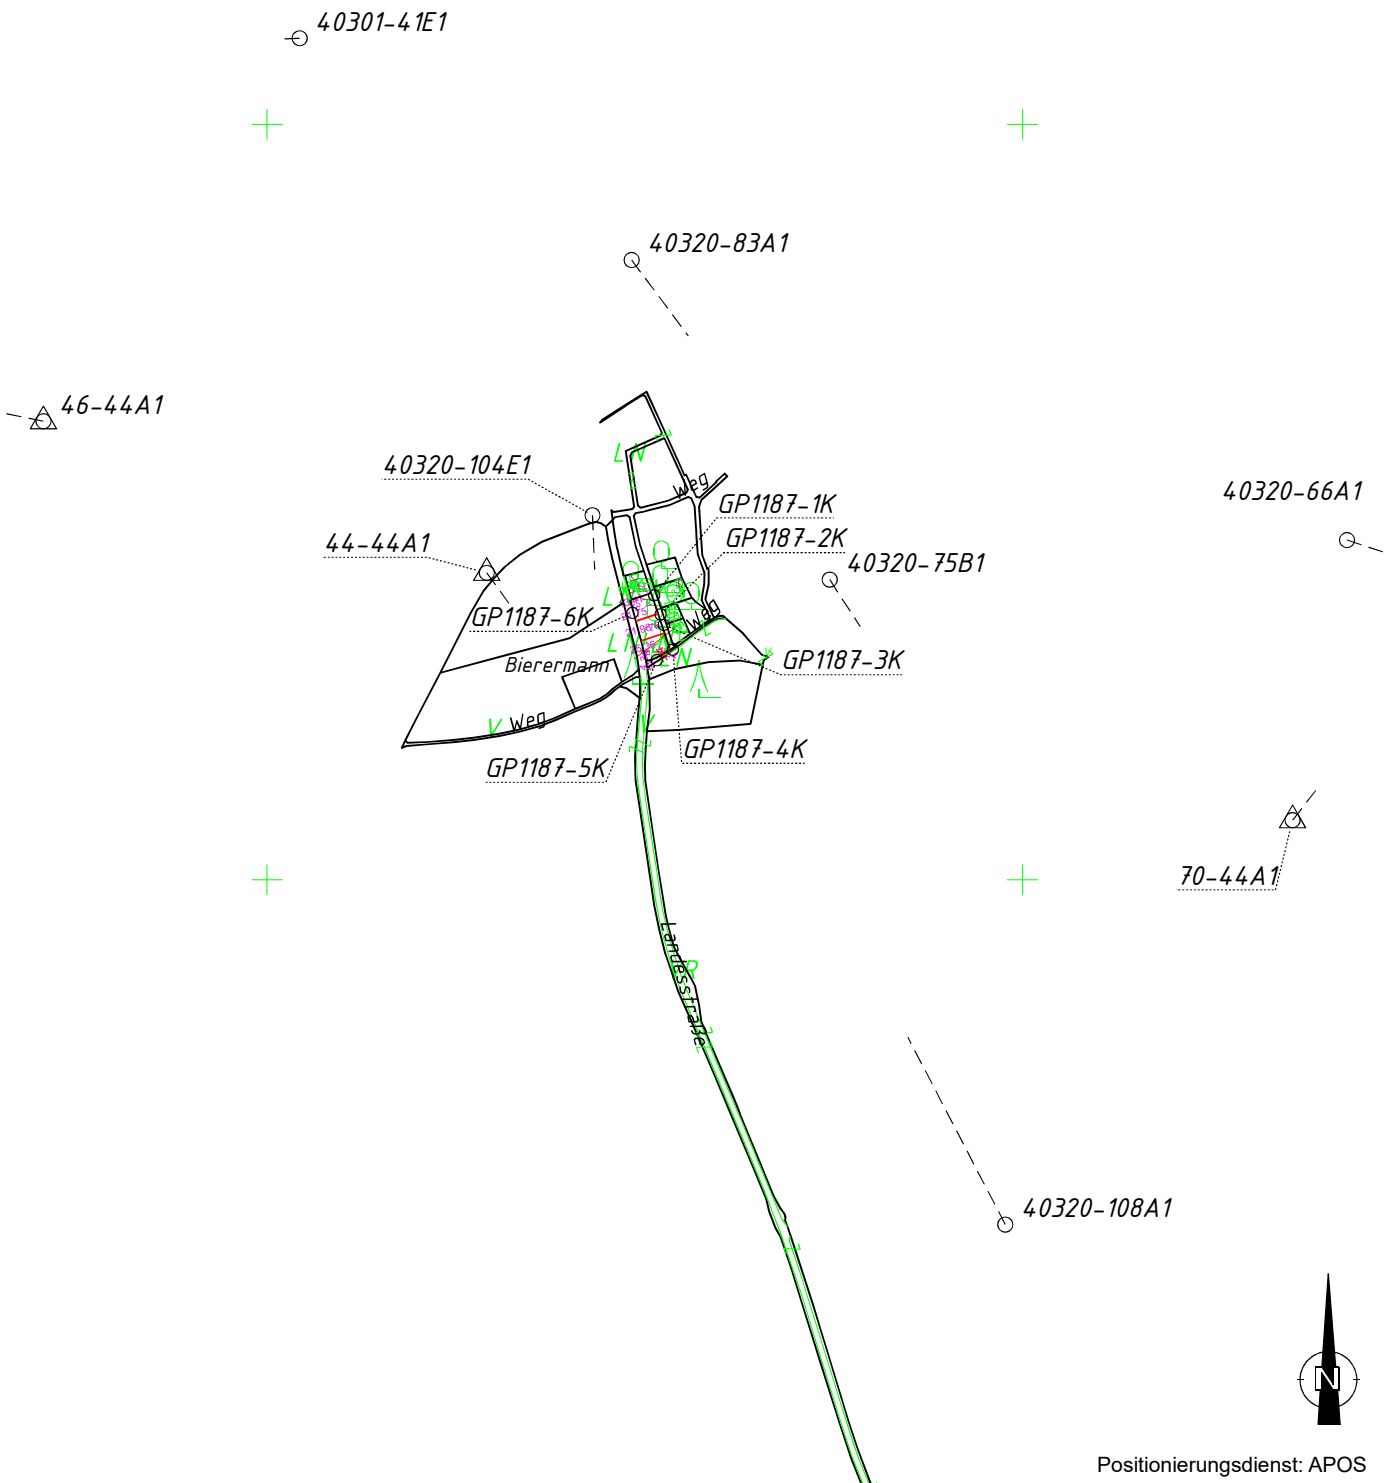 40301-41E1
40320-83A1
46-44A1
LN
40320-104E1
Weg
40320-66A1
GP1187-1K
GP1187-2K
44-44A1
40320-75B1
GP1187-6K
Weg
Bierermann
GP1187-3K
V Weg
GP1187-4K
GP1187-5K
70-44A1
Landesstraße
R
40320-108A1
N
Positionierungsdienst: APOS